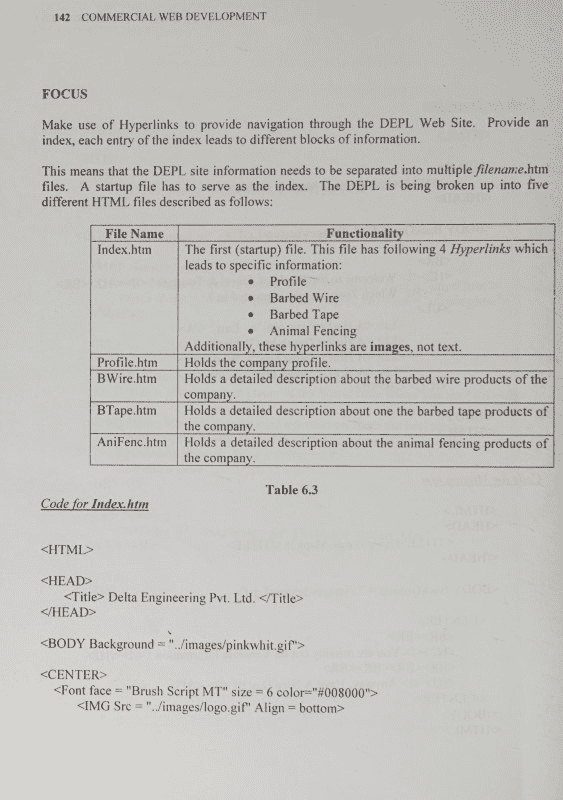 142 COMMERCIAL WEB DEVELOPMENT
FOCUS
Make use of Hyperlinks to provide navigation through the DEPL Web Site. Provide an
index, each entry of the index leads to different blocks of information.
This means that the DEPL site information needs to be separated into multiple filename.htm
files. A startup file has to serve as the index. The DEPL is being broken up into five
different HTML files described as follows:
File Name Functionality
Index.htm The first (startup) file. This file has following 4 Hyperlinks which
leads to specific information:
• Profile
• Barbed Wire
• Barbed Tape
• Animal Fencing
Additionally, these hyperlinks are images, not text.
Profile.htm Holds the company profile.
BWire.htm Holds a detailed description about the barbed wire products of the
company.
BTape.htm Holds a detailed description about one the barbed tape products of
the company.
AniFenc.htm Holds a detailed description about the animal fencing products of
the company.
Table 6.3
Code for Index.htm
<HTML>
<HEAD>
<Title> Delta Engineering Pvt. Ltd. </Title>
</HEAD>
<BODY Background = "../images/pinkwhit.gif">
<CENTER>
<Font face = "Brush Script MT" size = 6 color="#008000">
<IMG Src = "../images/logo.gif" Align = bottom>